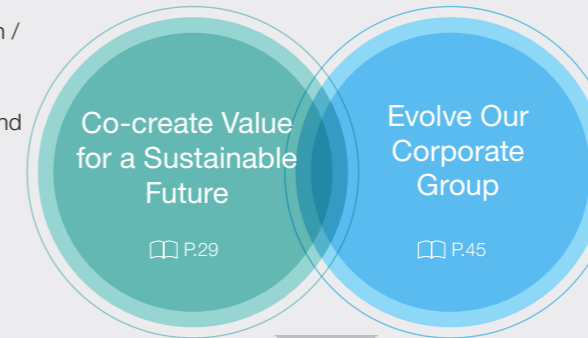 /
Co-create Value
for a Sustainable
Future
P.29
Evolve Our
Corporate
Group
P.45